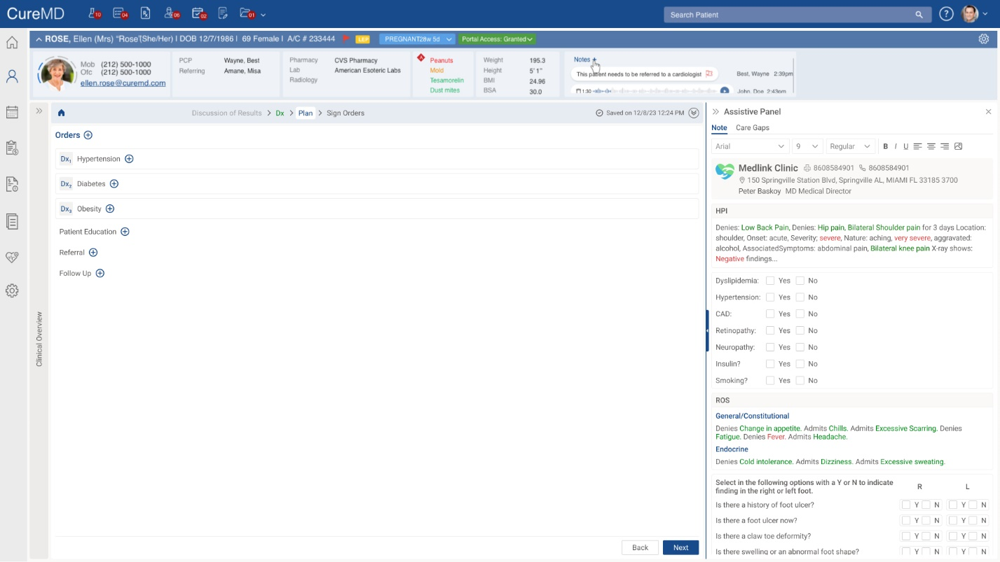 CureMD
10
04
05
02
01
Search Patient
ROSE, Ellen (Mrs) "Rose'(She/Her) I DOB 12/7/1986 I 69 Female I A/C # 233444
LEP
PREGNANT28w 5d
Portal Access: Granted
Mob (212) 500-1000
Ofc (212) 500-1000
ellen.rose@curemd.com
PCP Wayne, Best
Referring Amane, Misa
Pharmacy CVS Pharmacy
Lab American Esoteric Labs
Radiology
A
Peanuts
Mold
Tesamorelin
Dust mites
Weight 195.3
Height 5' 1"
BMI 24.96
BSA 30.0
Notes +
This patient needs to be referred to a cardiologist
Best, Wayne 2:39pm
1:30
John, Doe 2:43pm
Clinical Overview
Discussion of Results > Dx > Plan > Sign Orders
Saved on 12/8/23 12:24 PM
Orders
Dx1 Hypertension
Dx2 Diabetes
Dx3 Obesity
Patient Education
Referral
Follow Up
Back
Next
Assistive Panel
Note Care Gaps
Arial 9 Regular B I U
Medlink Clinic 8608584901 8608584901
150 Springville Station Blvd, Springville AL, MIAMI FL 33185 3700
Peter Baskoy MD Medical Director
HPI
Denies: Low Back Pain, Denies: Hip pain, Bilateral Shoulder pain for 3 days Location:
shoulder, Onset: acute, Severity; severe, Nature: aching, very severe, aggravated:
alcohol, AssociatedSymptoms: abdominal pain, Bilateral knee pain X-ray shows:
Negative findings...
Dyslipidemia: Yes No
Hypertension: Yes No
CAD: Yes No
Retinopathy: Yes No
Neuropathy: Yes No
Insulin? Yes No
Smoking? Yes No
ROS
General/Constitutional
Denies Change in appetite. Admits Chills. Admits Excessive Scarring. Denies
Fatigue. Denies Fever. Admits Headache.
Endocrine
Denies Cold intolerance. Admits Dizziness. Admits Excessive sweating.
Select in the following options with a Y or N to indicate
finding in the right or left foot.
R L
Is there a history of foot ulcer? Y N Y N
Is there a foot ulcer now? Y N Y N
Is there a claw toe deformity? Y N Y N
Is there swelling or an abnormal foot shape? Y N Y N